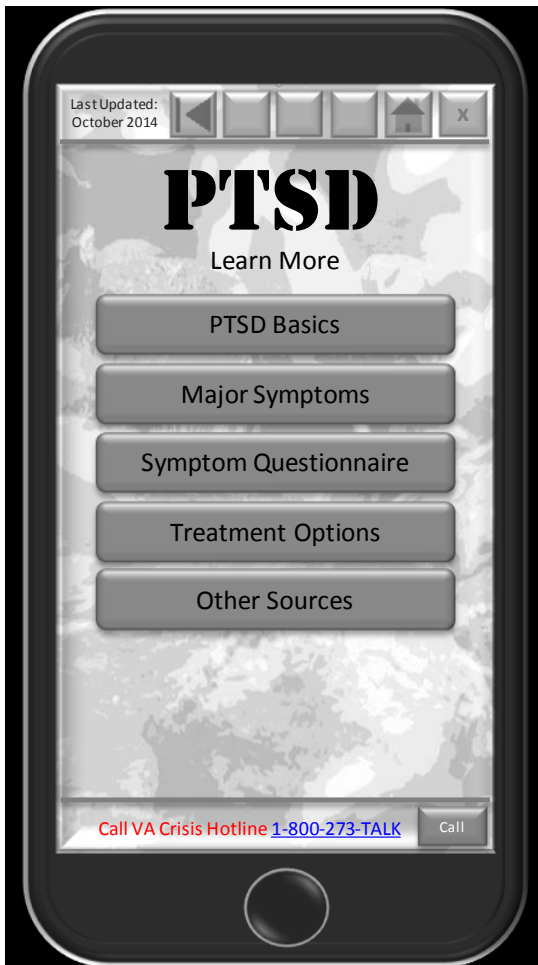 Last Updated:
October 2014
X
PTSD
Learn More
PTSD Basics
Major Symptoms
Symptom Questionnaire
Treatment Options
Other Sources
Call VA Crisis Hotline 1-800-273-TALK
Call